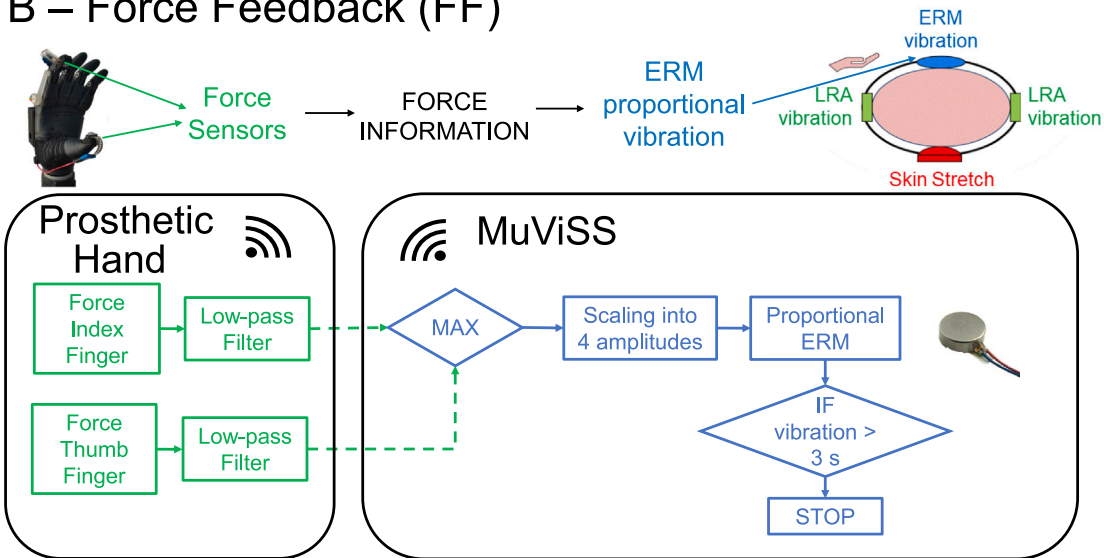 B – Force Feedback (FF)
Force
Sensors
FORCE
INFORMATION
ERM
proportional
vibration
ERM
vibration
LRA
vibration
LRA
vibration
Skin Stretch
Prosthetic
Hand
Force
Index
Finger
Low-pass
Filter
Force
Thumb
Finger
Low-pass
Filter
MuViSS
MAX
Scaling into
4 amplitudes
Proportional
ERM
IF
vibration >
3 s
STOP